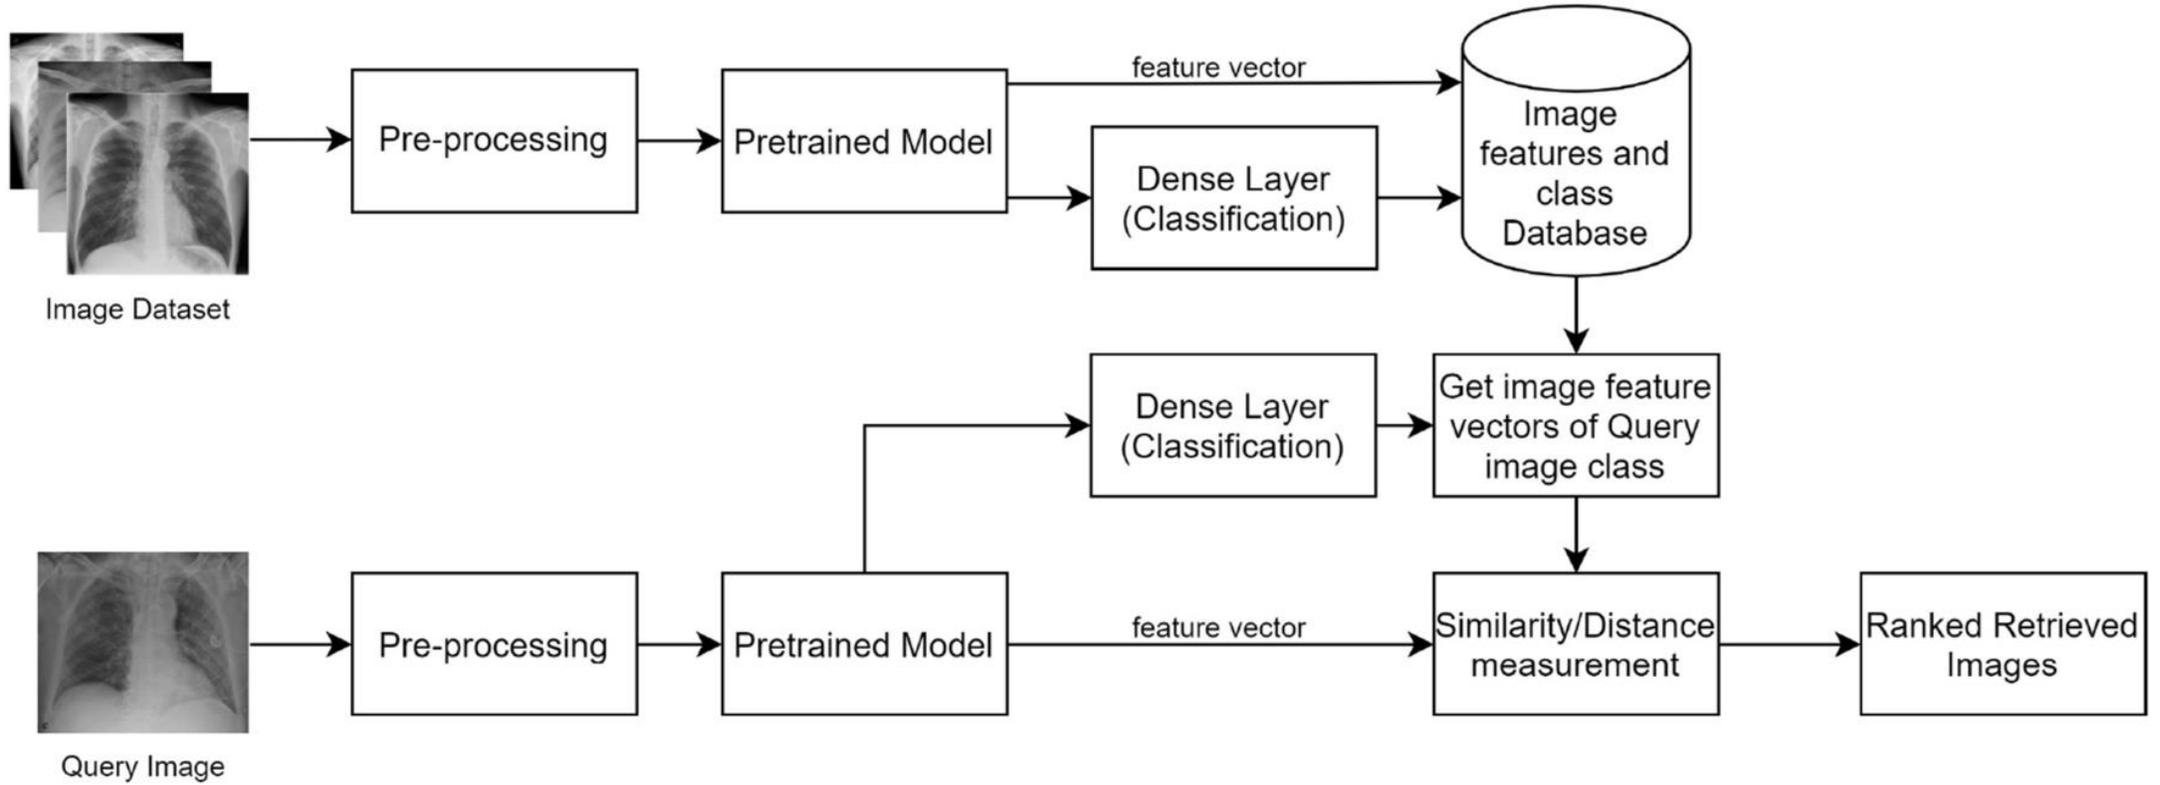 feature vector
Pre-processing
Pretrained Model
Dense Layer
(Classification)
Image
features and
class
Database
Image Dataset
Dense Layer
(Classification)
Get image feature
vectors of Query
image class
Pre-processing
Pretrained Model
feature vector
Similarity/Distance
measurement
Ranked Retrieved
Images
Query Image